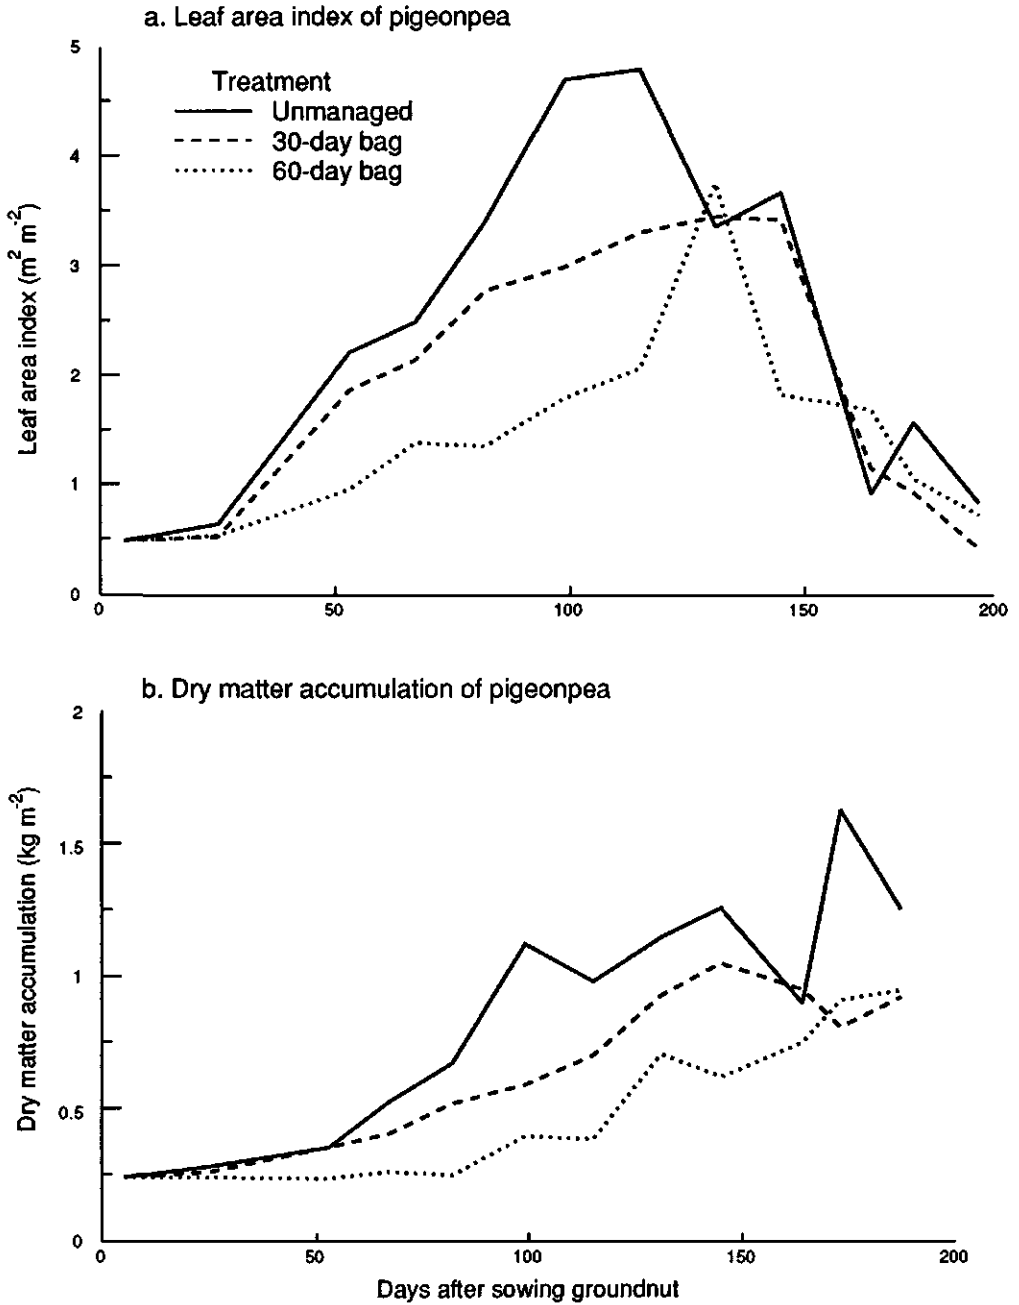 a. Leaf area index of pigeonpea
5
Treatment
Unmanaged
30-day bag
60-day bag
4
3
2
1
0
Leaf area index (m² m⁻²)
0 50 100 150 200
b. Dry matter accumulation of pigeonpea
2
1.5
1
0.5
0
Dry matter accumulation (kg m⁻²)
0 50 100 150 200
Days after sowing groundnut